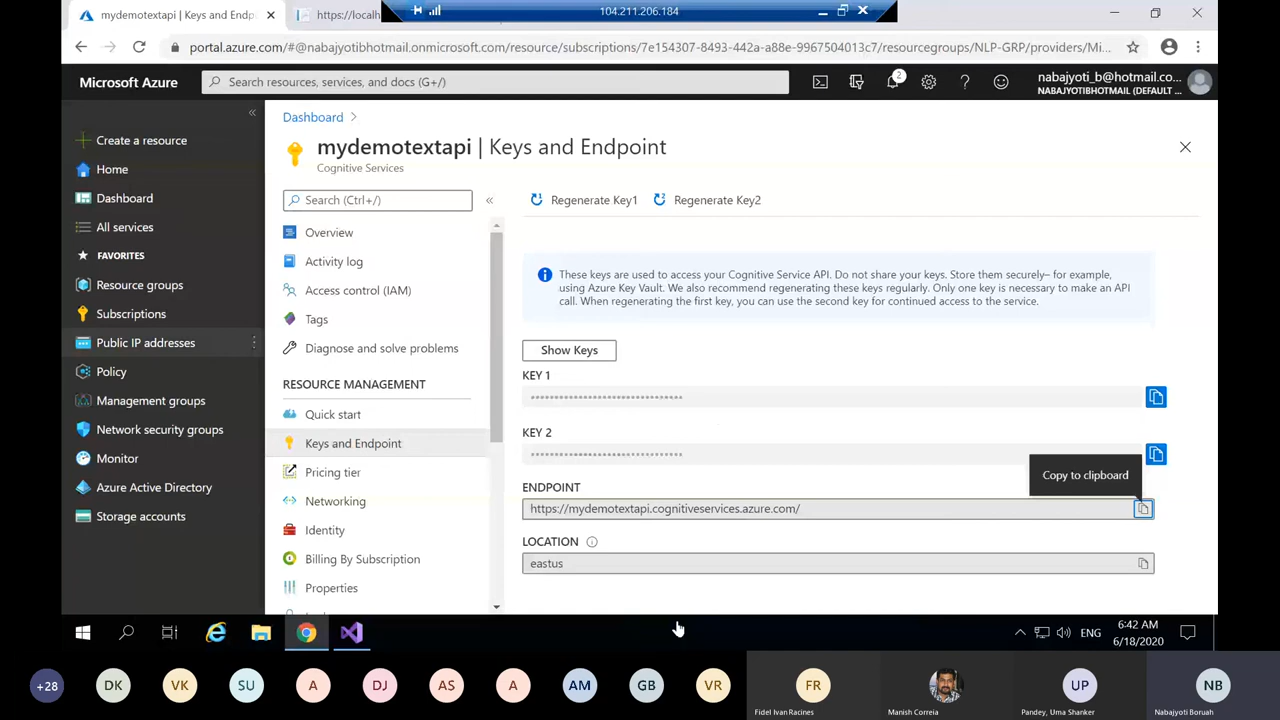 mydemotextapi | Keys and Endp
https://localh
104.211.206.184
portal.azure.com/#@nabajyotibhotmail.onmicrosoft.com/resource/subscriptions/7e154307-8493-442a-a88e-9967504013c7/resourcegroups/NLP-GRP/providers/Mi...
Microsoft Azure
Search resources, services, and docs (G+/)
2
nabajyoti_b@hotmail.co...
NABAJYOTIBHOTMAIL (DEFAULT ...
Create a resource
Home
Dashboard
All services
FAVORITES
Resource groups
Subscriptions
Public IP addresses
Policy
Management groups
Network security groups
Monitor
Azure Active Directory
Storage accounts
Dashboard >
mydemotextapi | Keys and Endpoint
Cognitive Services
Search (Ctrl+/)
Overview
Activity log
Access control (IAM)
Tags
Diagnose and solve problems
RESOURCE MANAGEMENT
Quick start
Keys and Endpoint
Pricing tier
Networking
Identity
Billing By Subscription
Properties
Regenerate Key1
Regenerate Key2
These keys are used to access your Cognitive Service API. Do not share your keys. Store them securely– for example,
using Azure Key Vault. We also recommend regenerating these keys regularly. Only one key is necessary to make an API
call. When regenerating the first key, you can use the second key for continued access to the service.
Show Keys
KEY 1
KEY 2
Copy to clipboard
ENDPOINT
https://mydemotextapi.cognitiveservices.azure.com/
LOCATION
eastus
ENG
6:42 AM
6/18/2020
+28
DK
VK
SU
A
DJ
AS
A
AM
GB
VR
FR
Fidel Ivan Racines
Manish Correia
UP
Pandey, Uma Shanker
NB
Nabajyoti Boruah